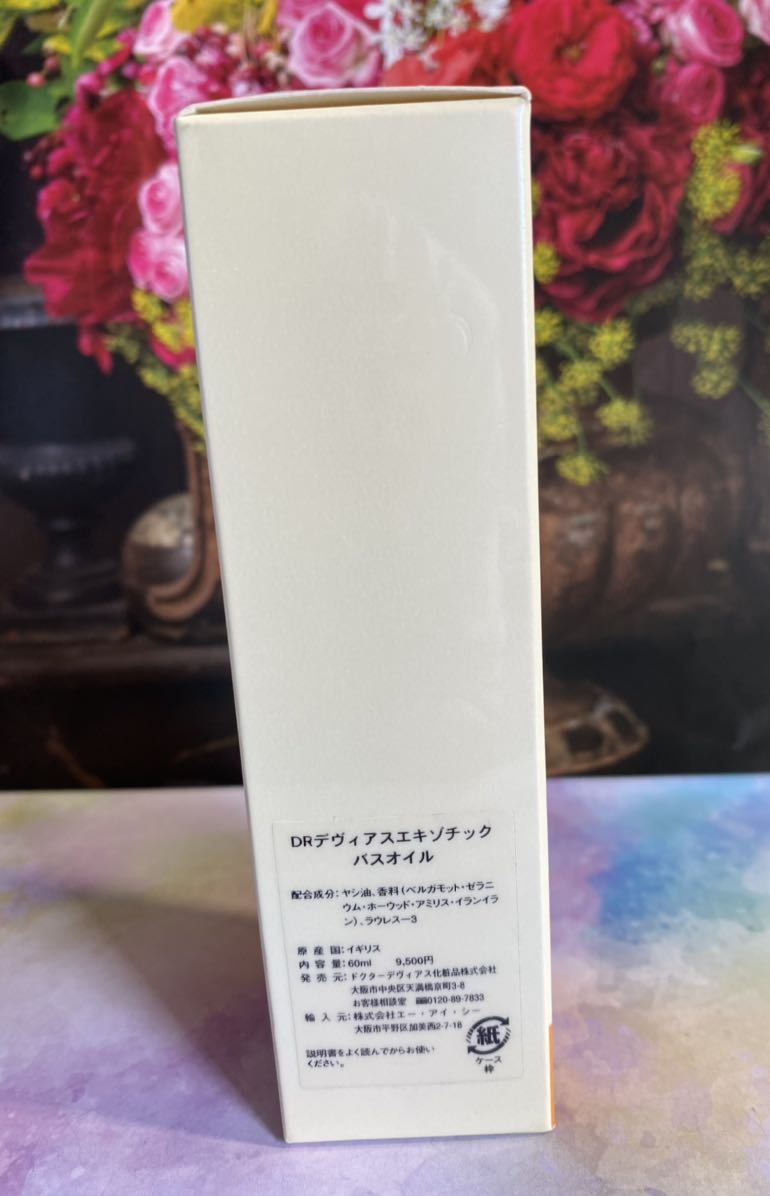 DRデヴィアスエキゾチック
バスオイル
配合成分:ヤシ油、香料(ベルガモット・ゼラニ
ウム・ホーウッド・アミリス・イランイラ
ン)、ラウレスー3
原産国:イギリス
内容量:60ml 9,500円
発売元:ドクターデヴィアス化粧品株式会社
大阪市中央区天満橋京町3-8
お客様相談室 0120-89-7833
輸入元:株式会社エー・アイ・シー
大阪市平野区加美西2-7-18
説明書をよく読んでからお使い
ください。
紙
ケース
枠